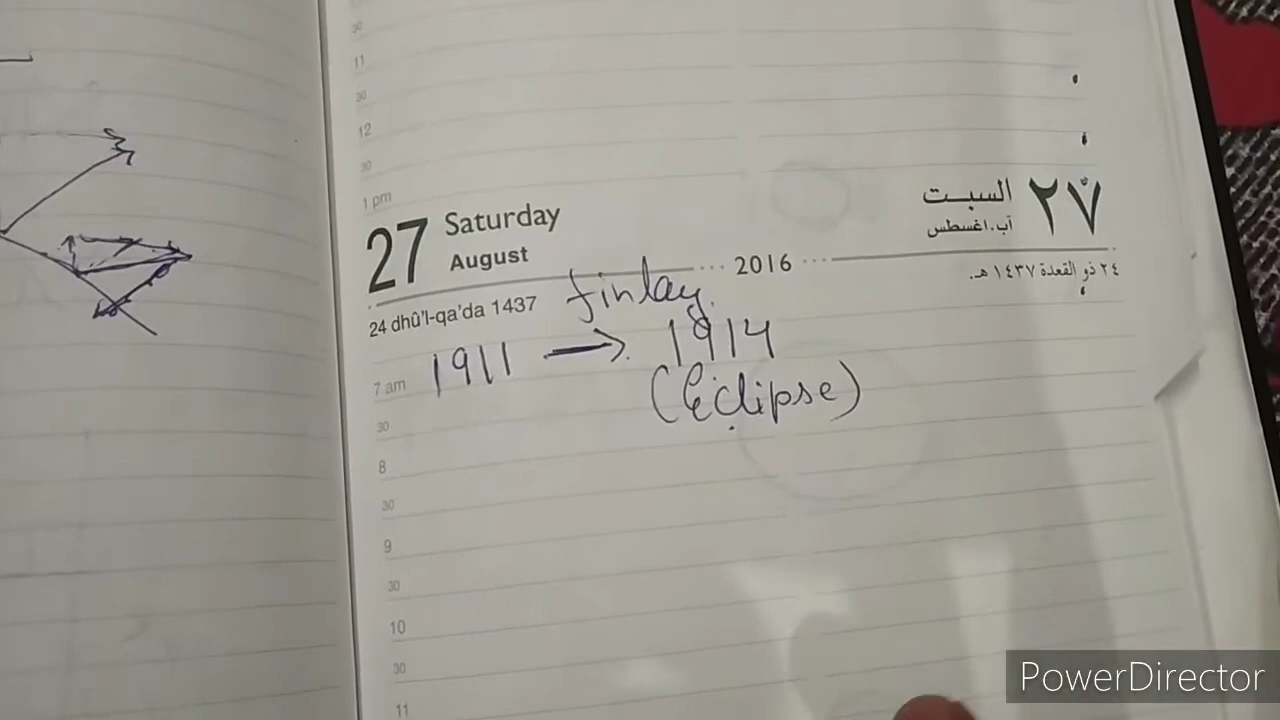 30
11
30
12
30
1 pm
27 Saturday
August
السبت ٢٧
آب.اغسطس
2016
24 dhû'l-qa'da 1437
٢٤ ذو القعدة ١٤٣٧ هـ.
finlay
1911 → 1914
(Eclipse)
7 am
30
8
30
9
30
10
30
11
PowerDirector